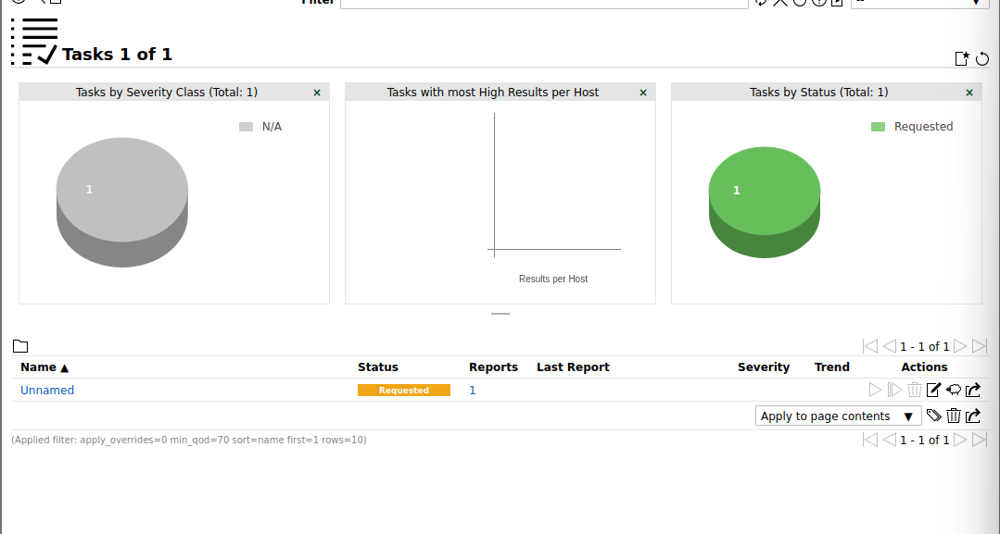 Filter
--
Tasks 1 of 1
Tasks by Severity Class (Total: 1) ×
N/A
1
Tasks with most High Results per Host ×
Results per Host
Tasks by Status (Total: 1) ×
Requested
1
1 - 1 of 1
Name ▲ Status Reports Last Report Severity Trend Actions
Unnamed Requested 1
Apply to page contents ▼
(Applied filter: apply_overrides=0 min_qod=70 sort=name first=1 rows=10)
1 - 1 of 1